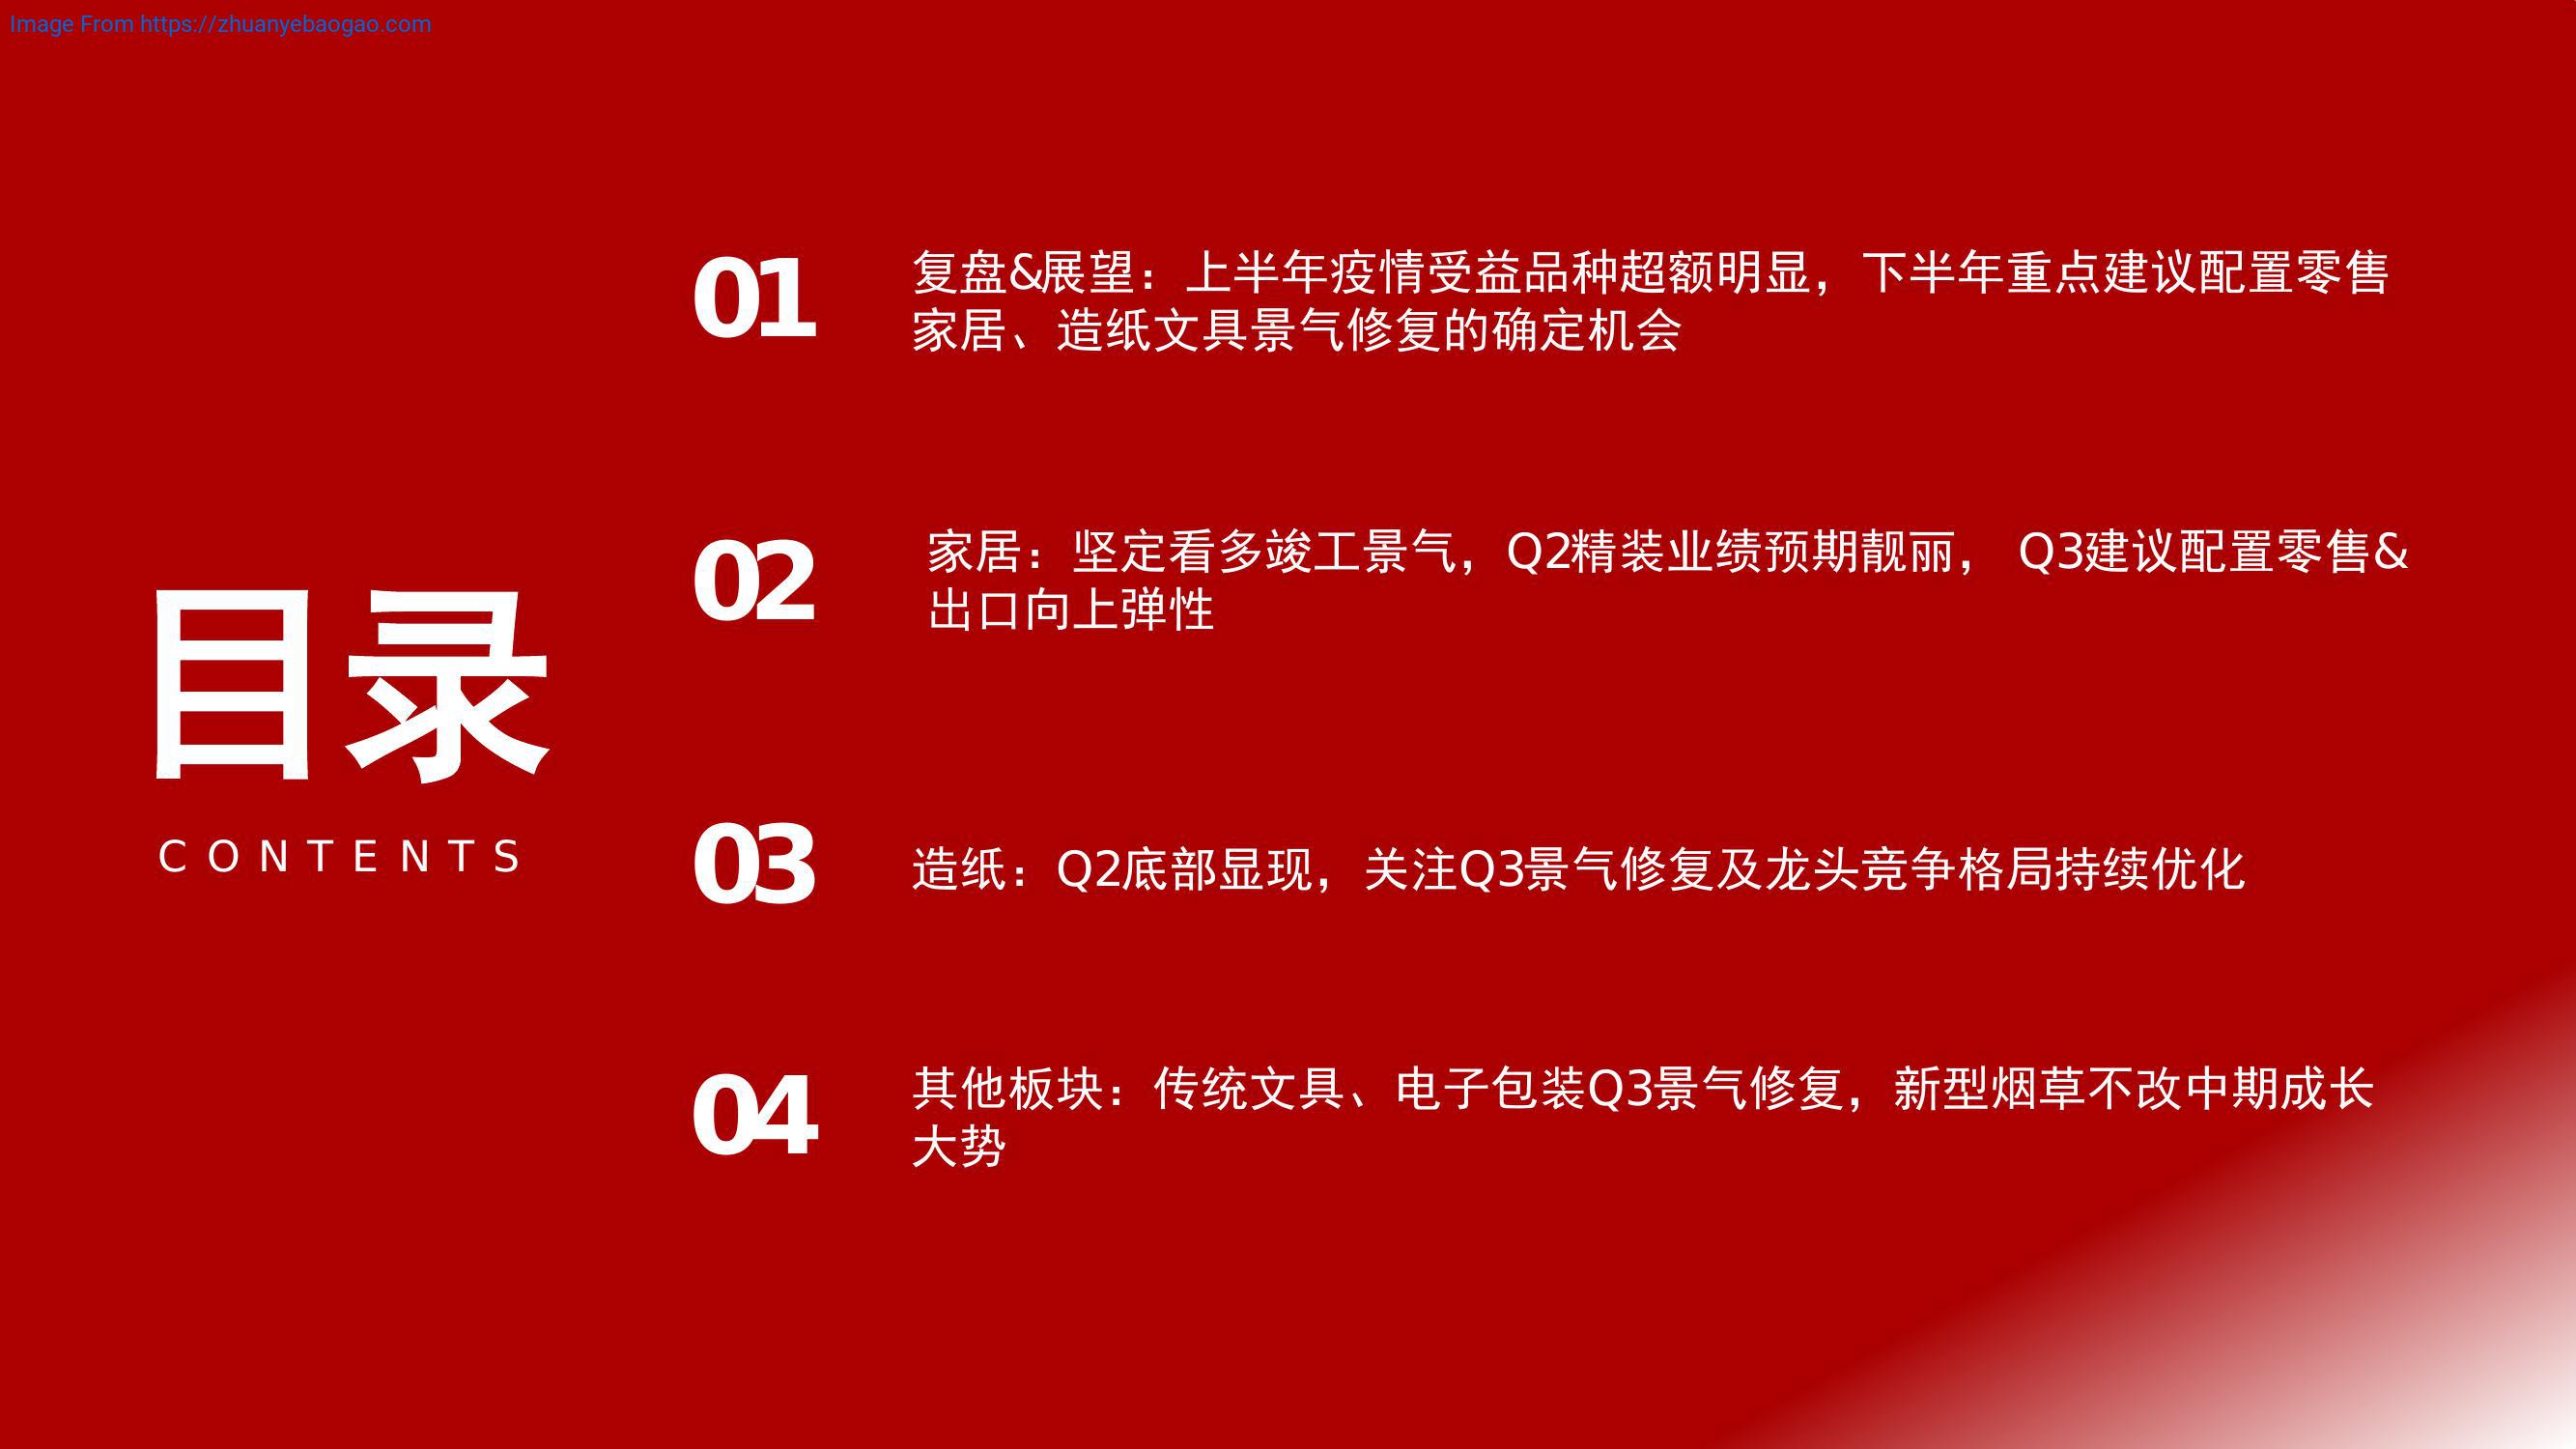 Image From https://zhuanyebaogao.com
目录
CONTENTS
01
复盘&展望：上半年疫情受益品种超额明显，下半年重点建议配置零售
家居、造纸文具景气修复的确定机会
02
家居：坚定看多竣工景气，Q2精装业绩预期靓丽， Q3建议配置零售&
出口向上弹性
03
造纸：Q2底部显现，关注Q3景气修复及龙头竞争格局持续优化
04
其他板块：传统文具、电子包装Q3景气修复，新型烟草不改中期成长
大势